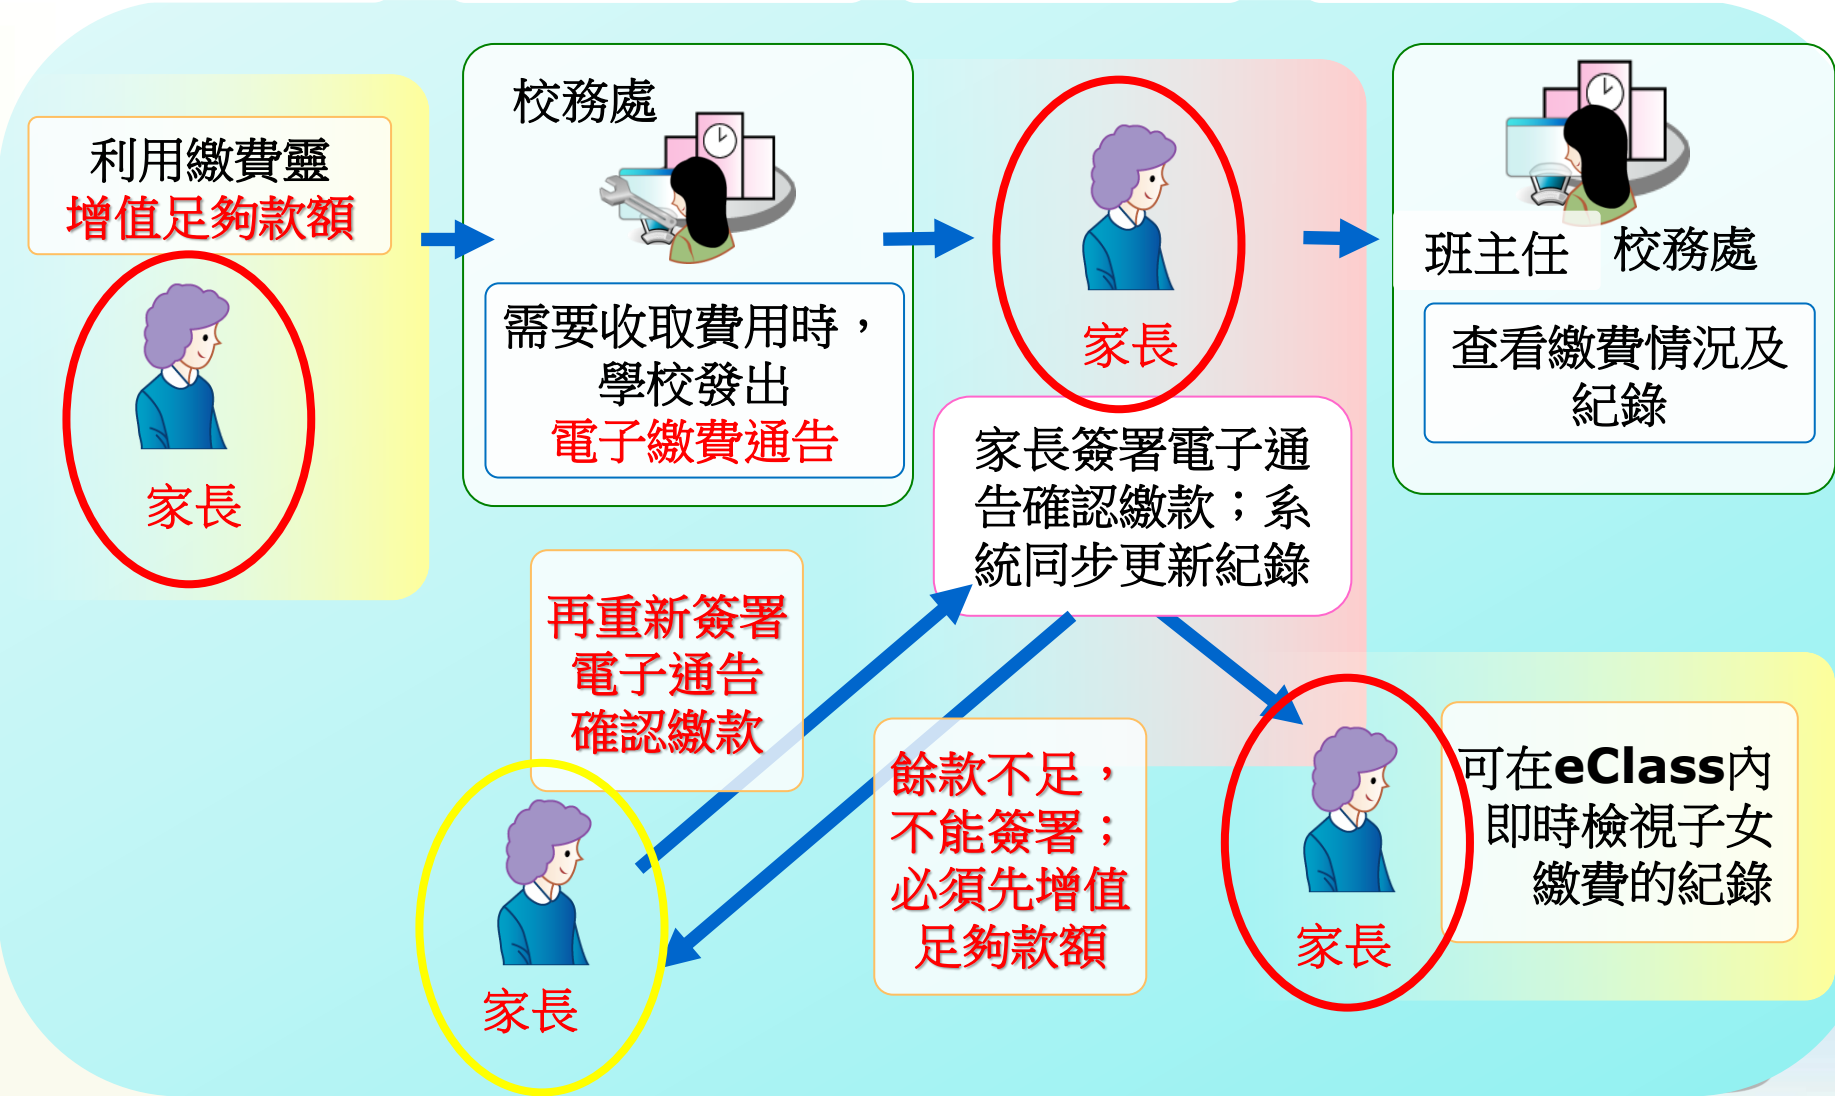 利用繳費靈
增值足夠款額
家長
校務處
需要收取費用時，
學校發出
電子繳費通告
家長
家長簽署電子通
告確認繳款；系
統同步更新紀錄
班主任
校務處
查看繳費情況及
紀錄
再重新簽署
電子通告
確認繳款
家長
餘款不足，
不能簽署；
必須先增值
足夠款額
家長
可在eClass內
即時檢視子女
繳費的紀錄